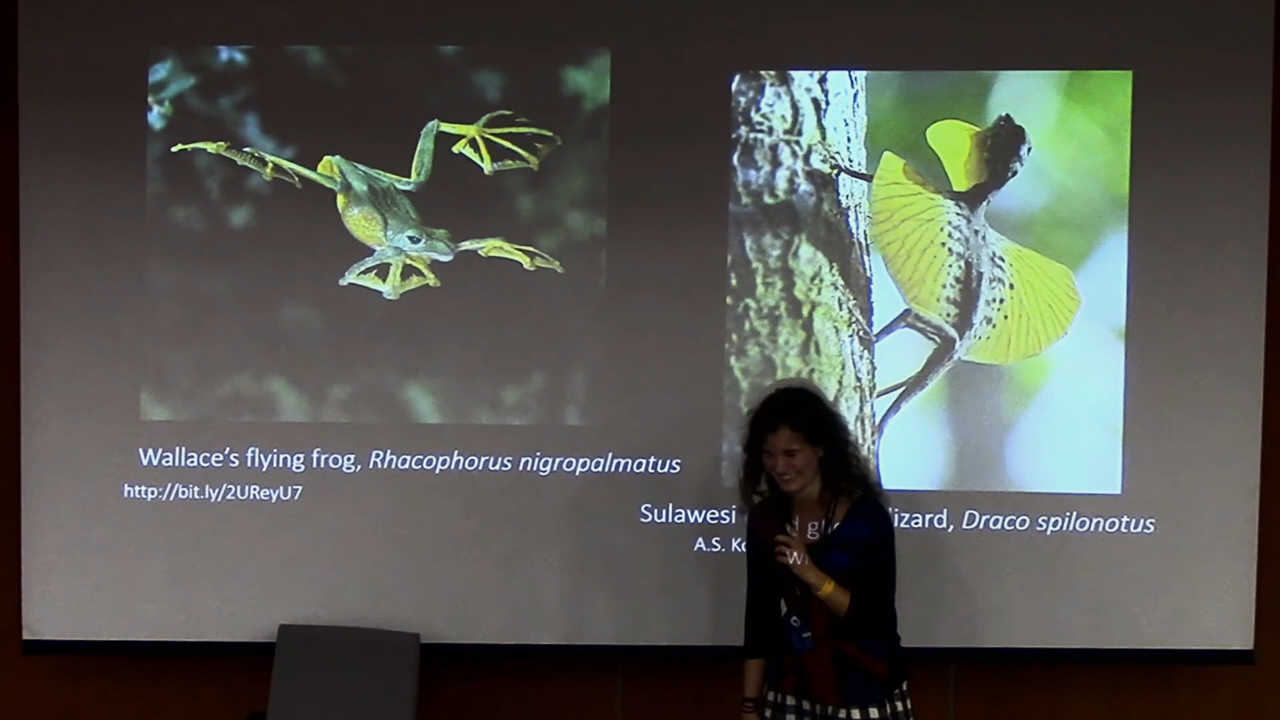 Wallace's flying frog, Rhacophorus nigropalmatus
http://bit.ly/2UReyU7
Sulawesi lizard, Draco spilonotus
A.S.